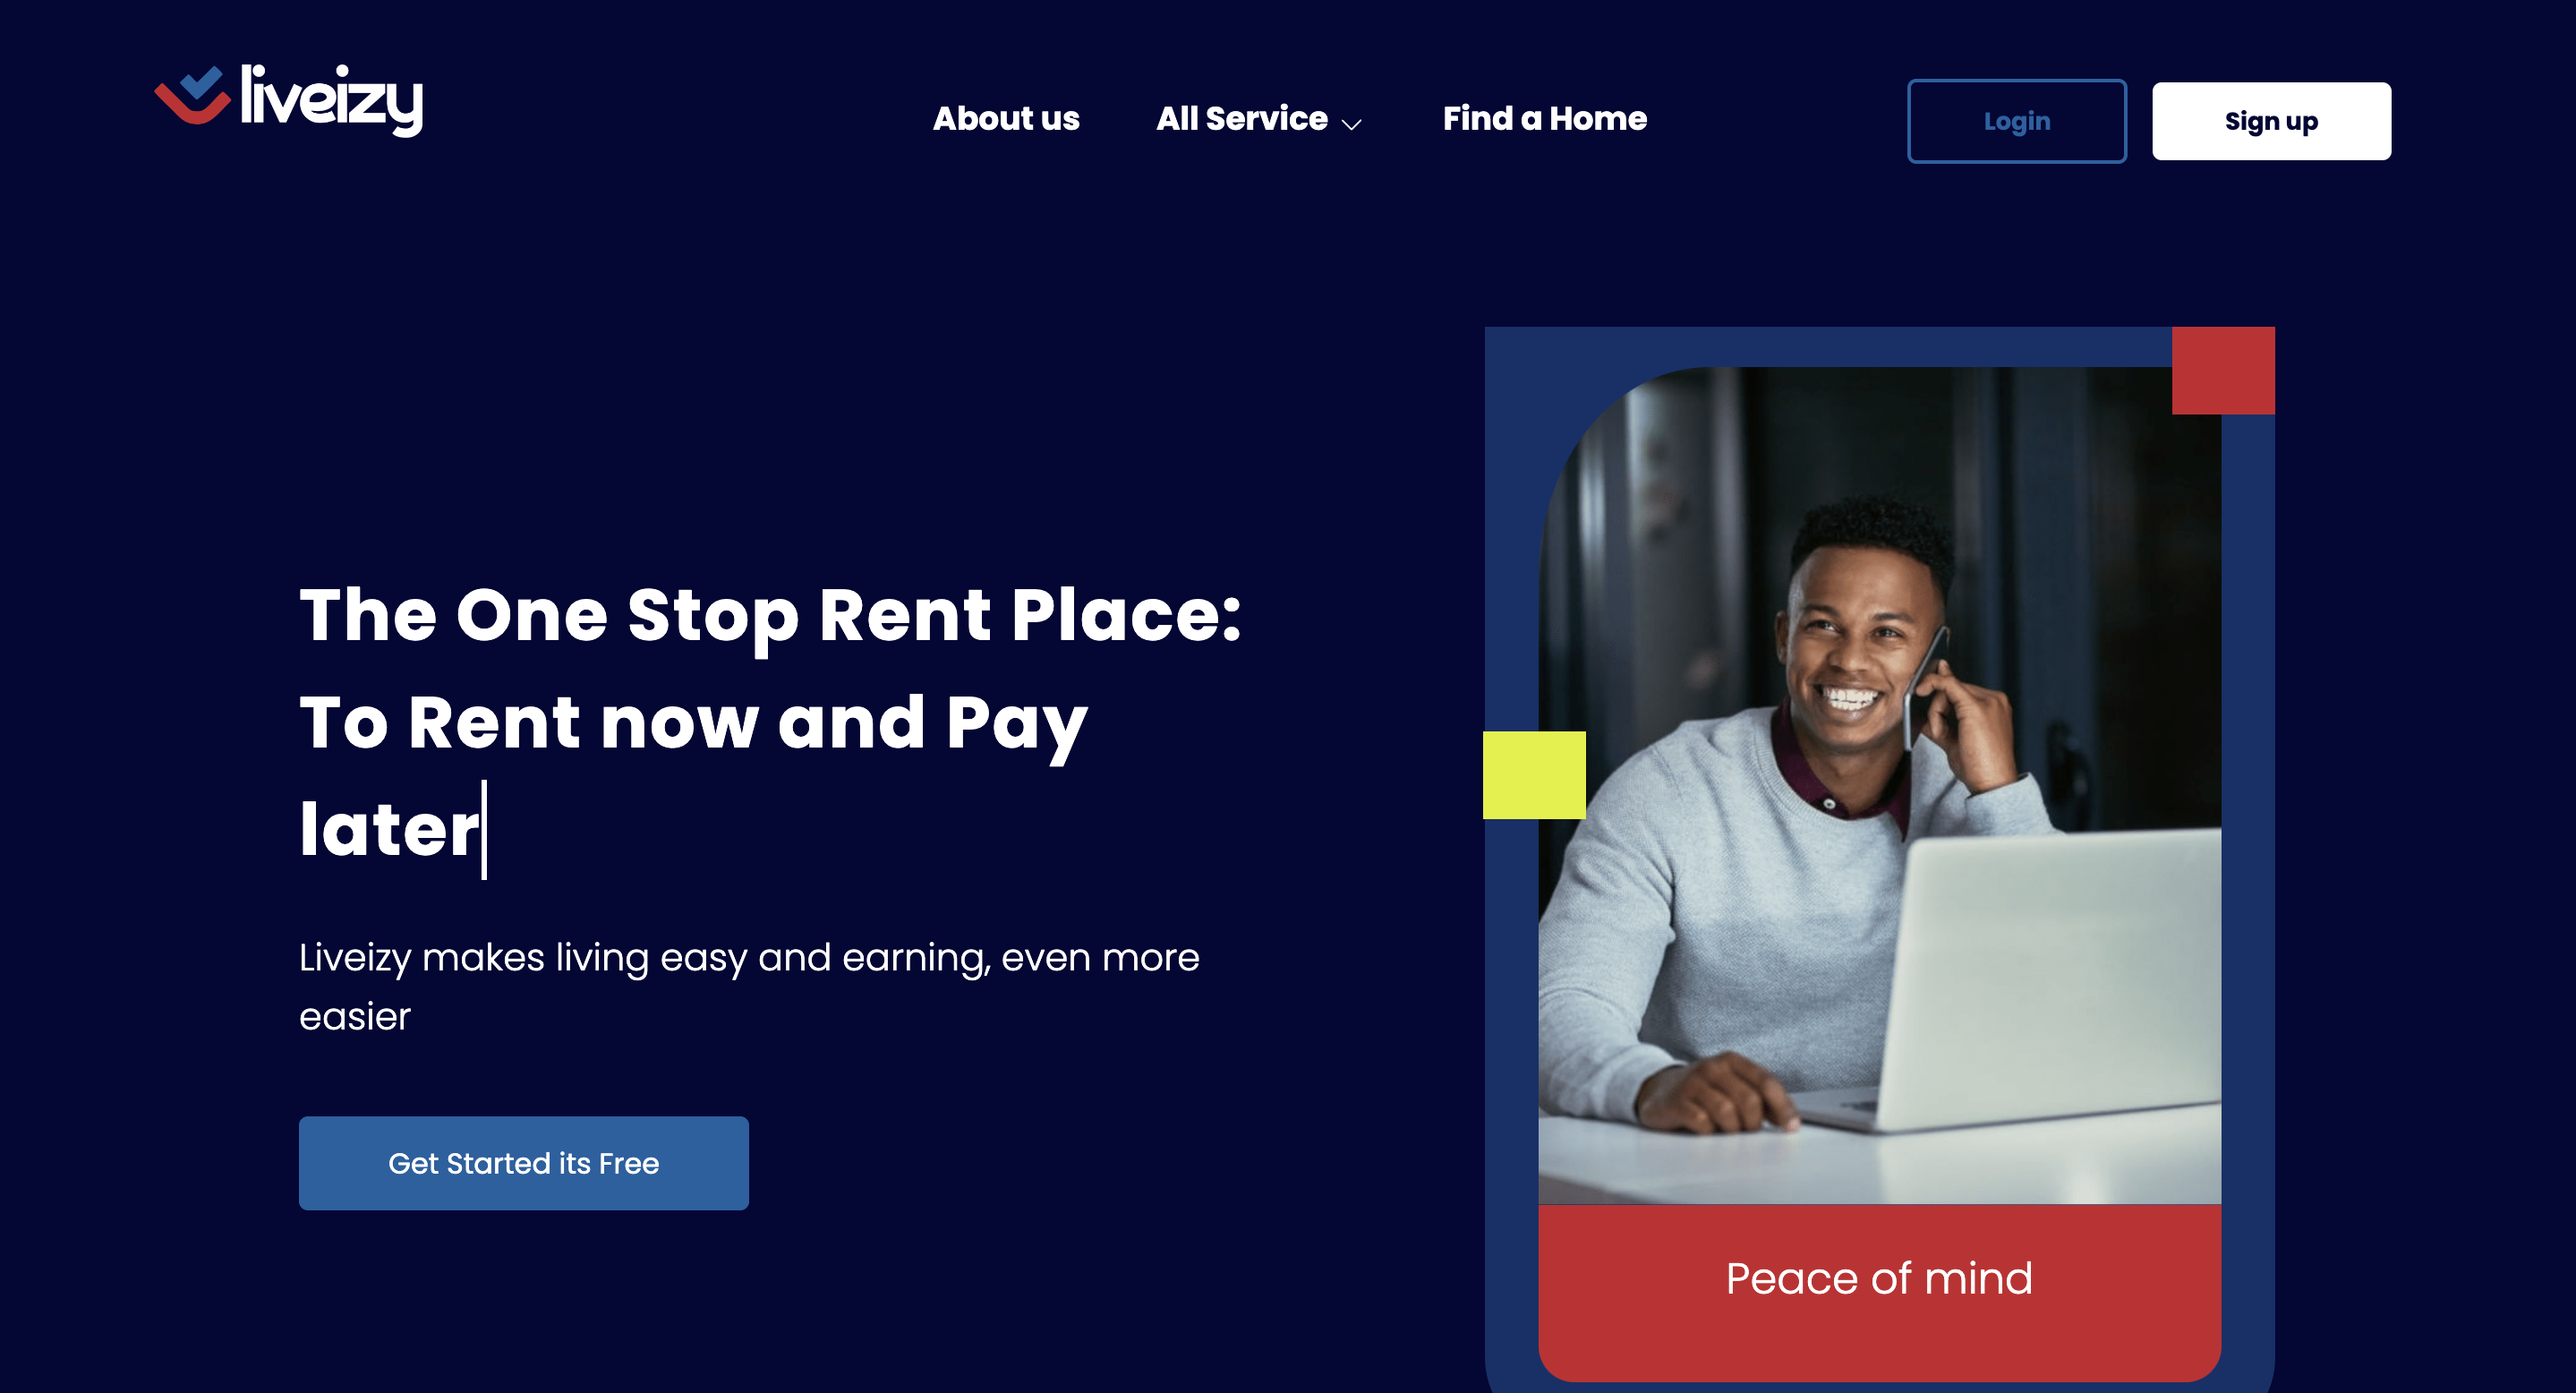 liveizy
About us
All Service
Find a Home
Login
Sign up
The One Stop Rent Place:
To Rent now and Pay
later
Liveizy makes living easy and earning, even more
easier
Get Started its Free
Peace of mind